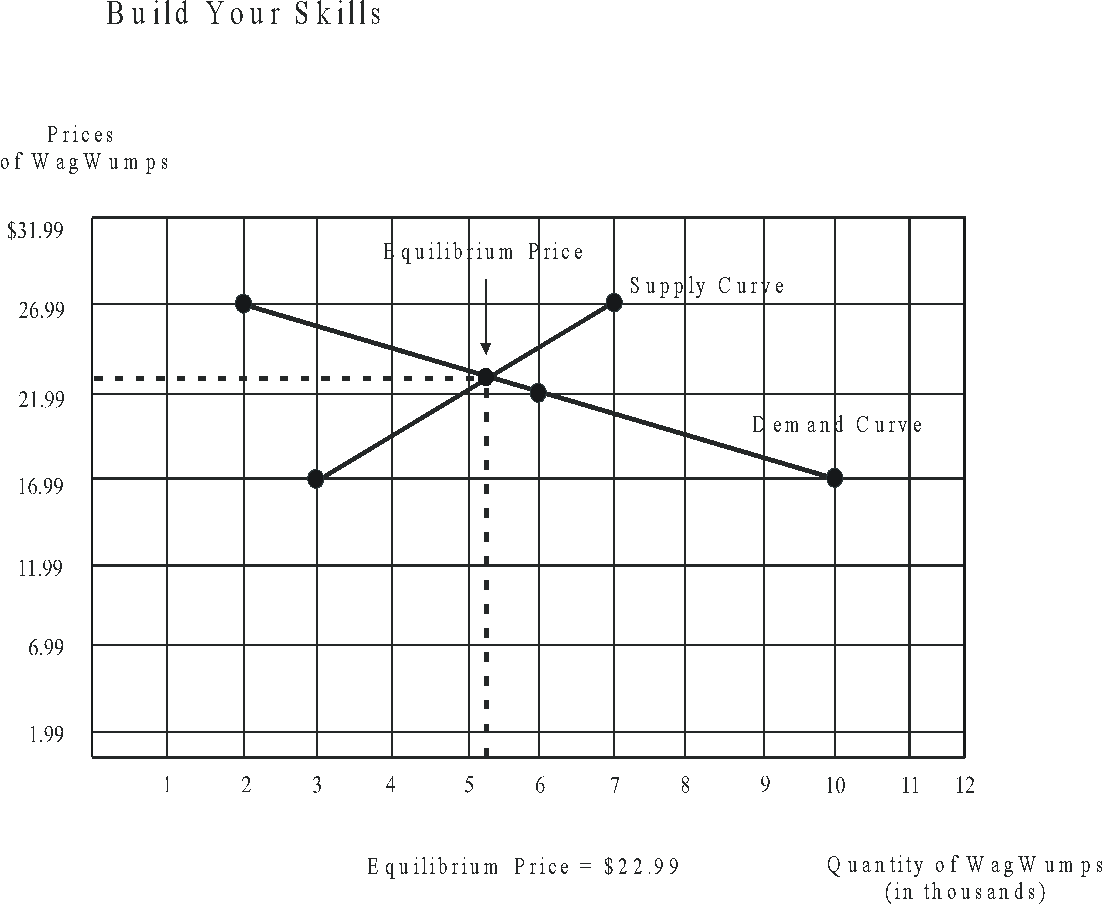 Build Your Skills
Prices
of WagWumps
$31.99
Equilibrium Price
Supply Curve
26.99
21.99
Demand Curve
16.99
11.99
6.99
1.99
1 2 3 4 5 6 7 8 9 10 11 12
Equilibrium Price = $22.99
Quantity of WagWumps
(in thousands)